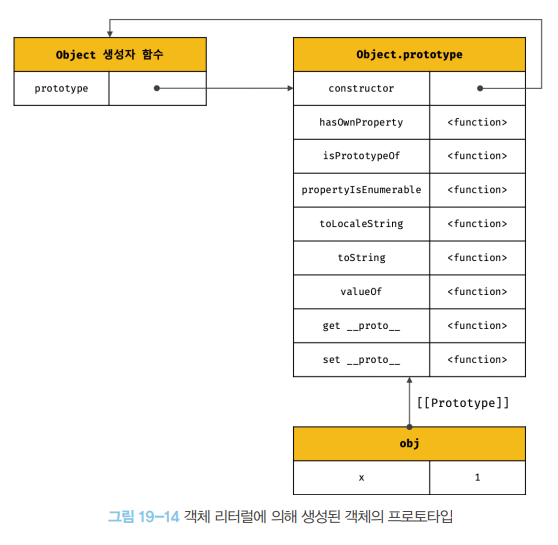 Object 생성자 함수
prototype
Object.prototype
constructor
hasOwnProperty <function>
isPrototypeOf <function>
propertyIsEnumerable <function>
toLocaleString <function>
toString <function>
valueOf <function>
get __proto__ <function>
set __proto__ <function>
[[Prototype]]
obj
x 1
그림 19-14 객체 리터럴에 의해 생성된 객체의 프로토타입